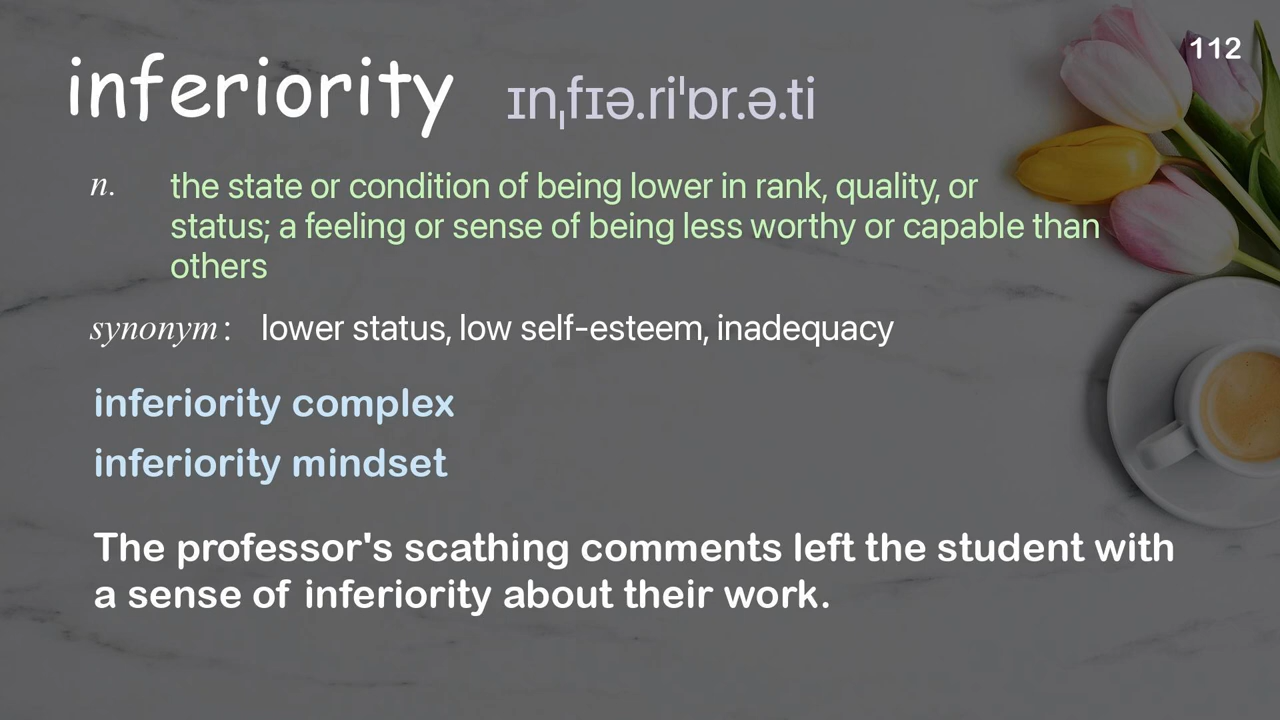 112
inferiority ɪnˌfɪə.riˈɒr.ə.ti
n. the state or condition of being lower in rank, quality, or
status; a feeling or sense of being less worthy or capable than
others
synonym: lower status, low self-esteem, inadequacy
inferiority complex
inferiority mindset
The professor's scathing comments left the student with
a sense of inferiority about their work.